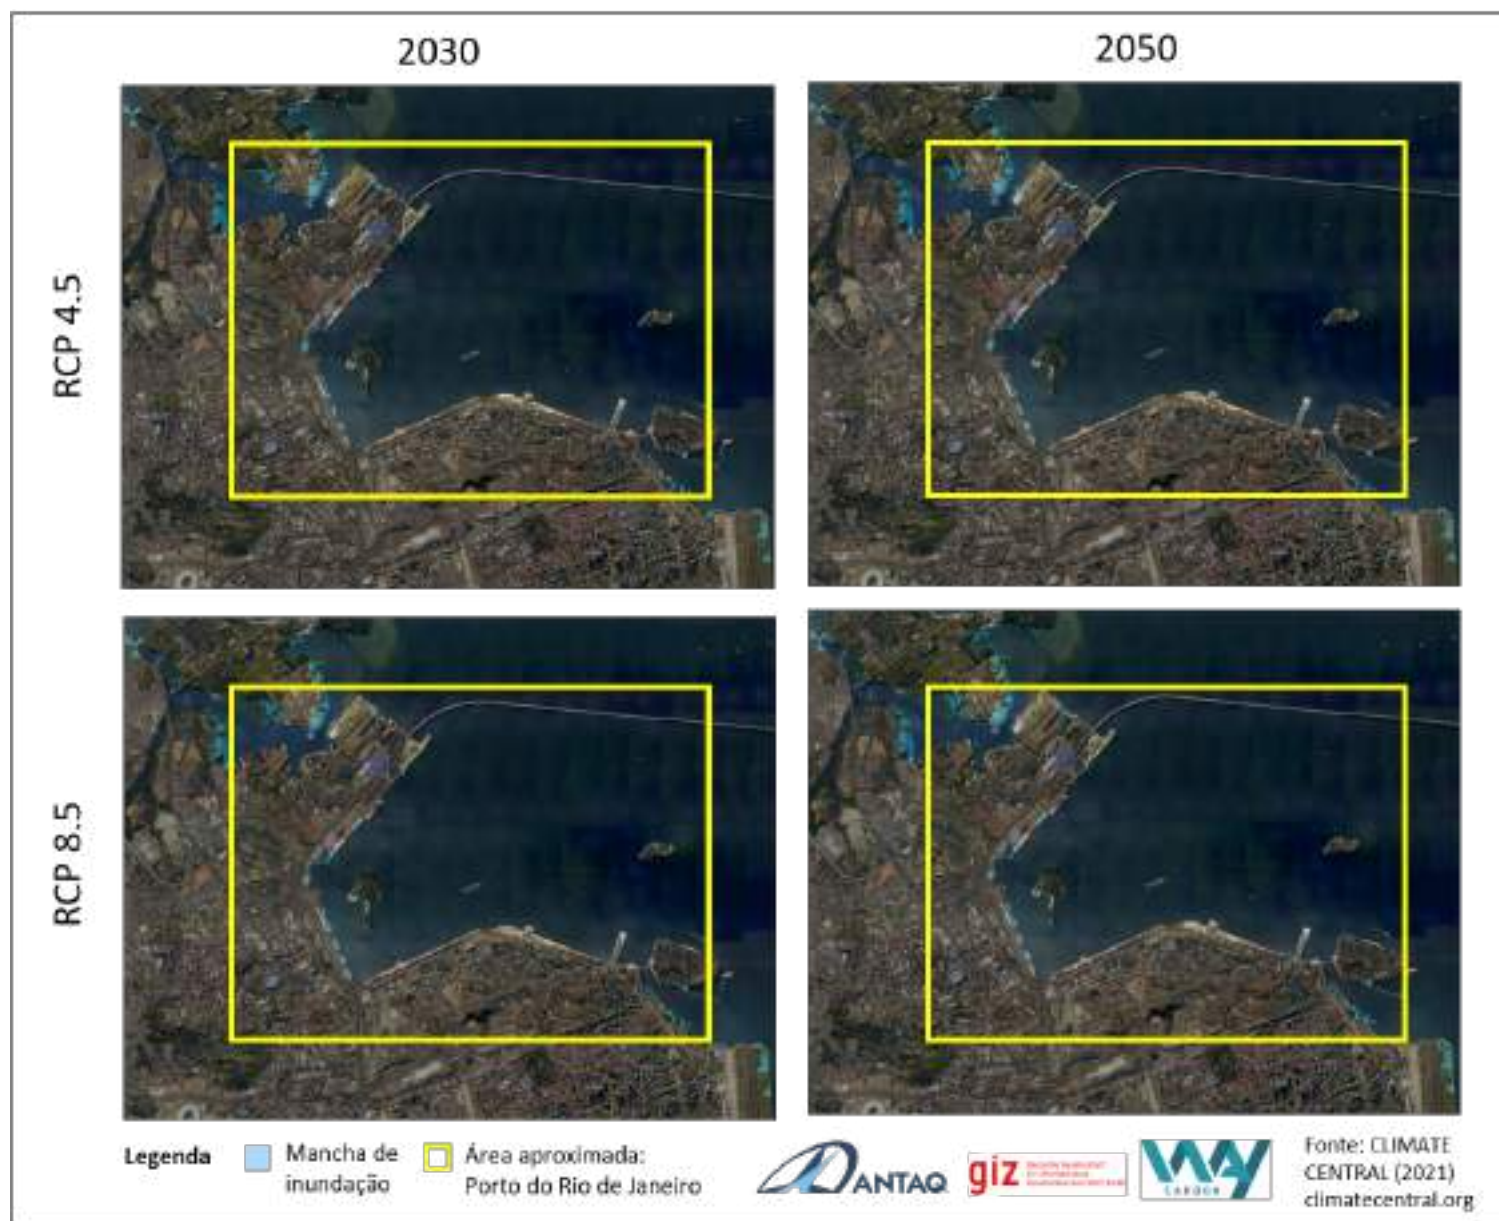 2030
2050
RCP 4.5
RCP 8.5
Legenda
Mancha de
inundação
Área aproximada:
Porto do Rio de Janeiro
ANTAQ
giz
WAY
CARBON
Fonte: CLIMATE
CENTRAL (2021)
climatecentral.org